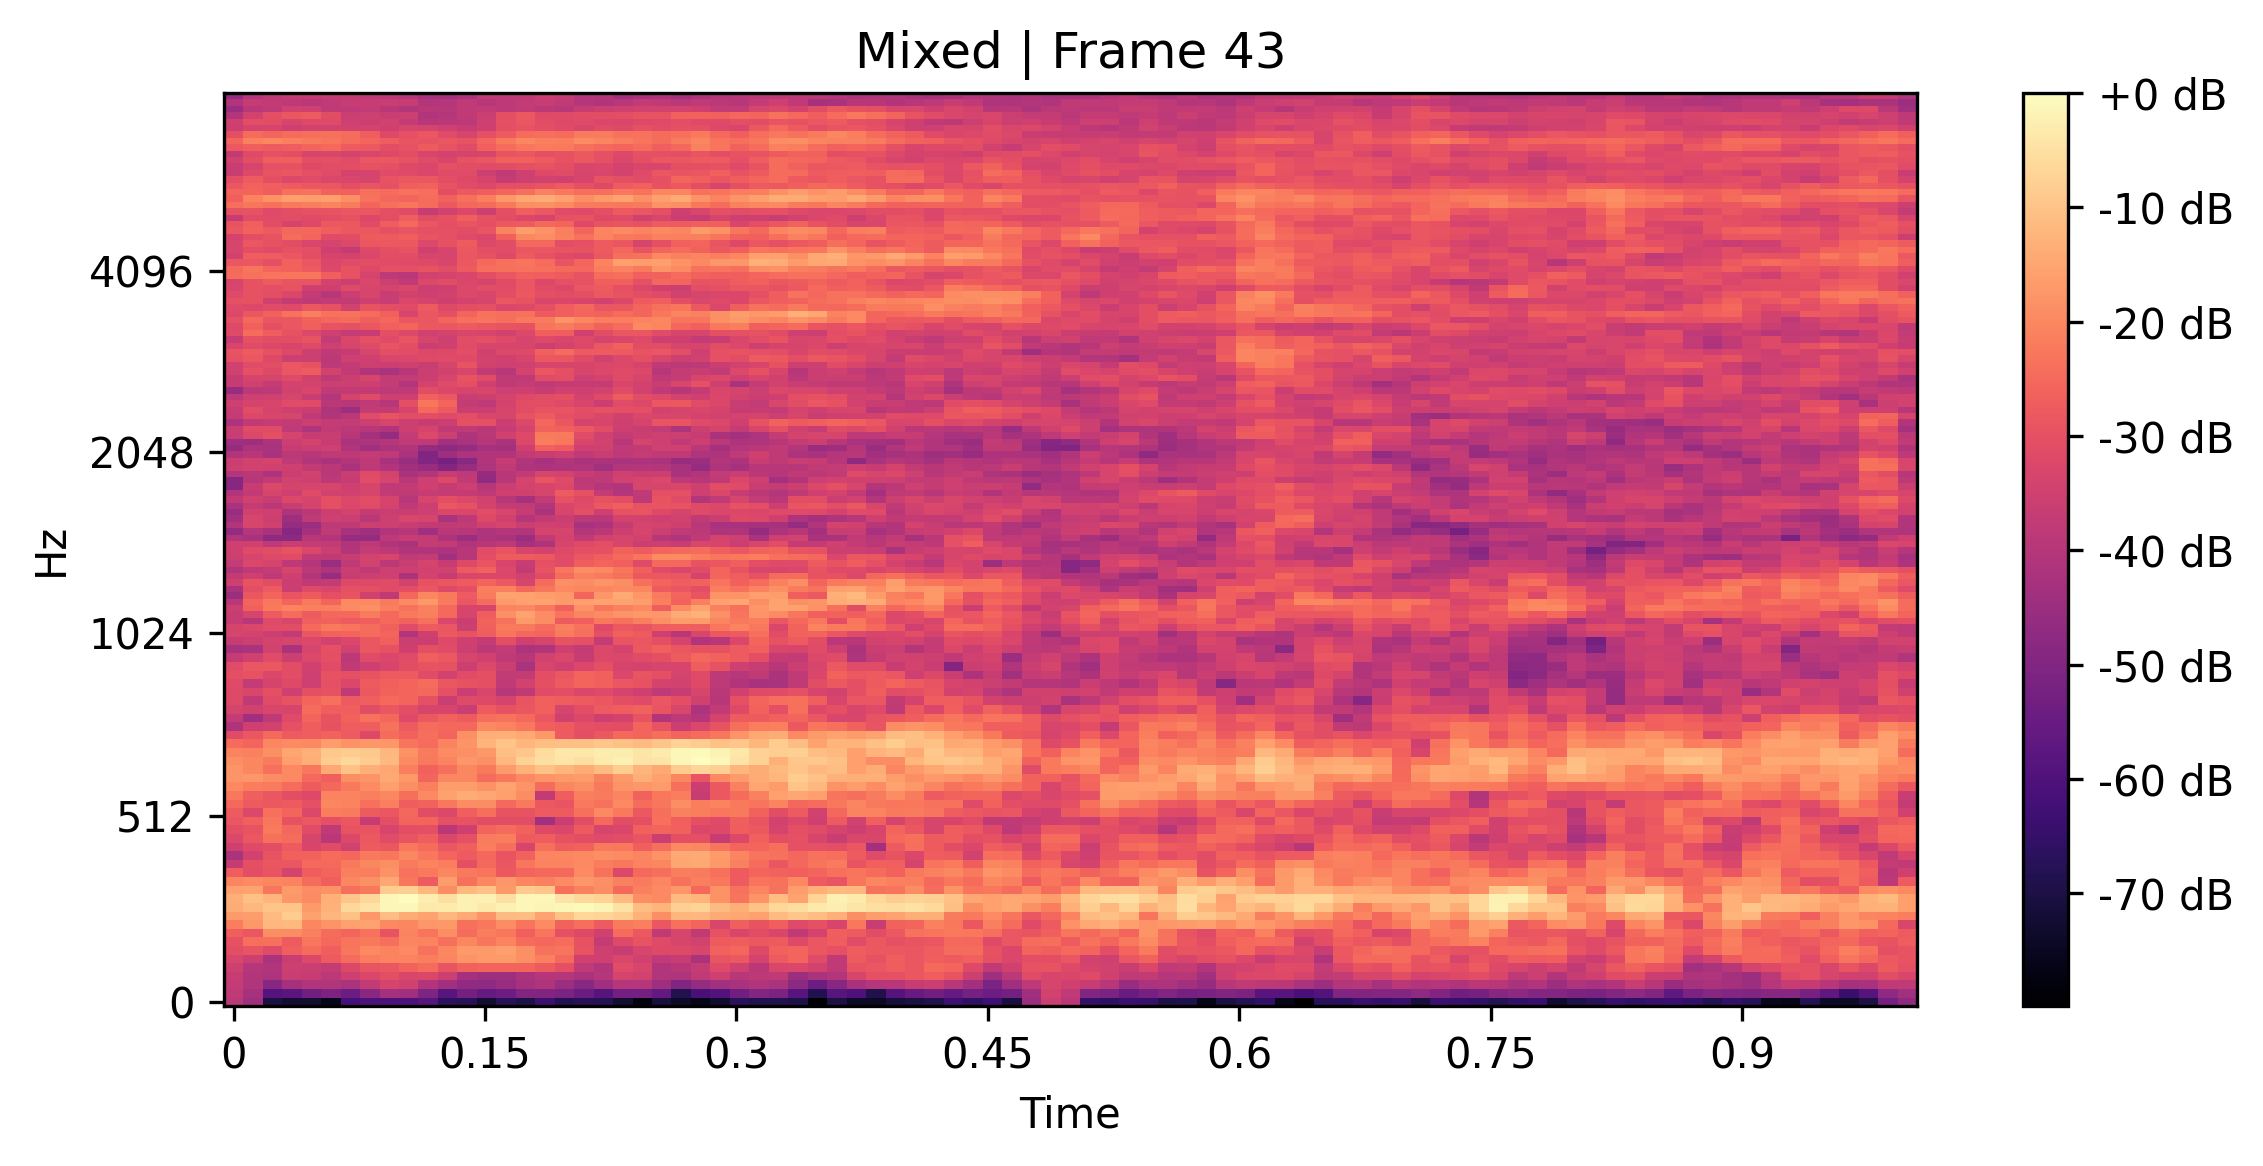 Mixed | Frame 43
Hz
4096
2048
1024
512
0
0 0.15 0.3 0.45 0.6 0.75 0.9
Time
+0 dB
-10 dB
-20 dB
-30 dB
-40 dB
-50 dB
-60 dB
-70 dB